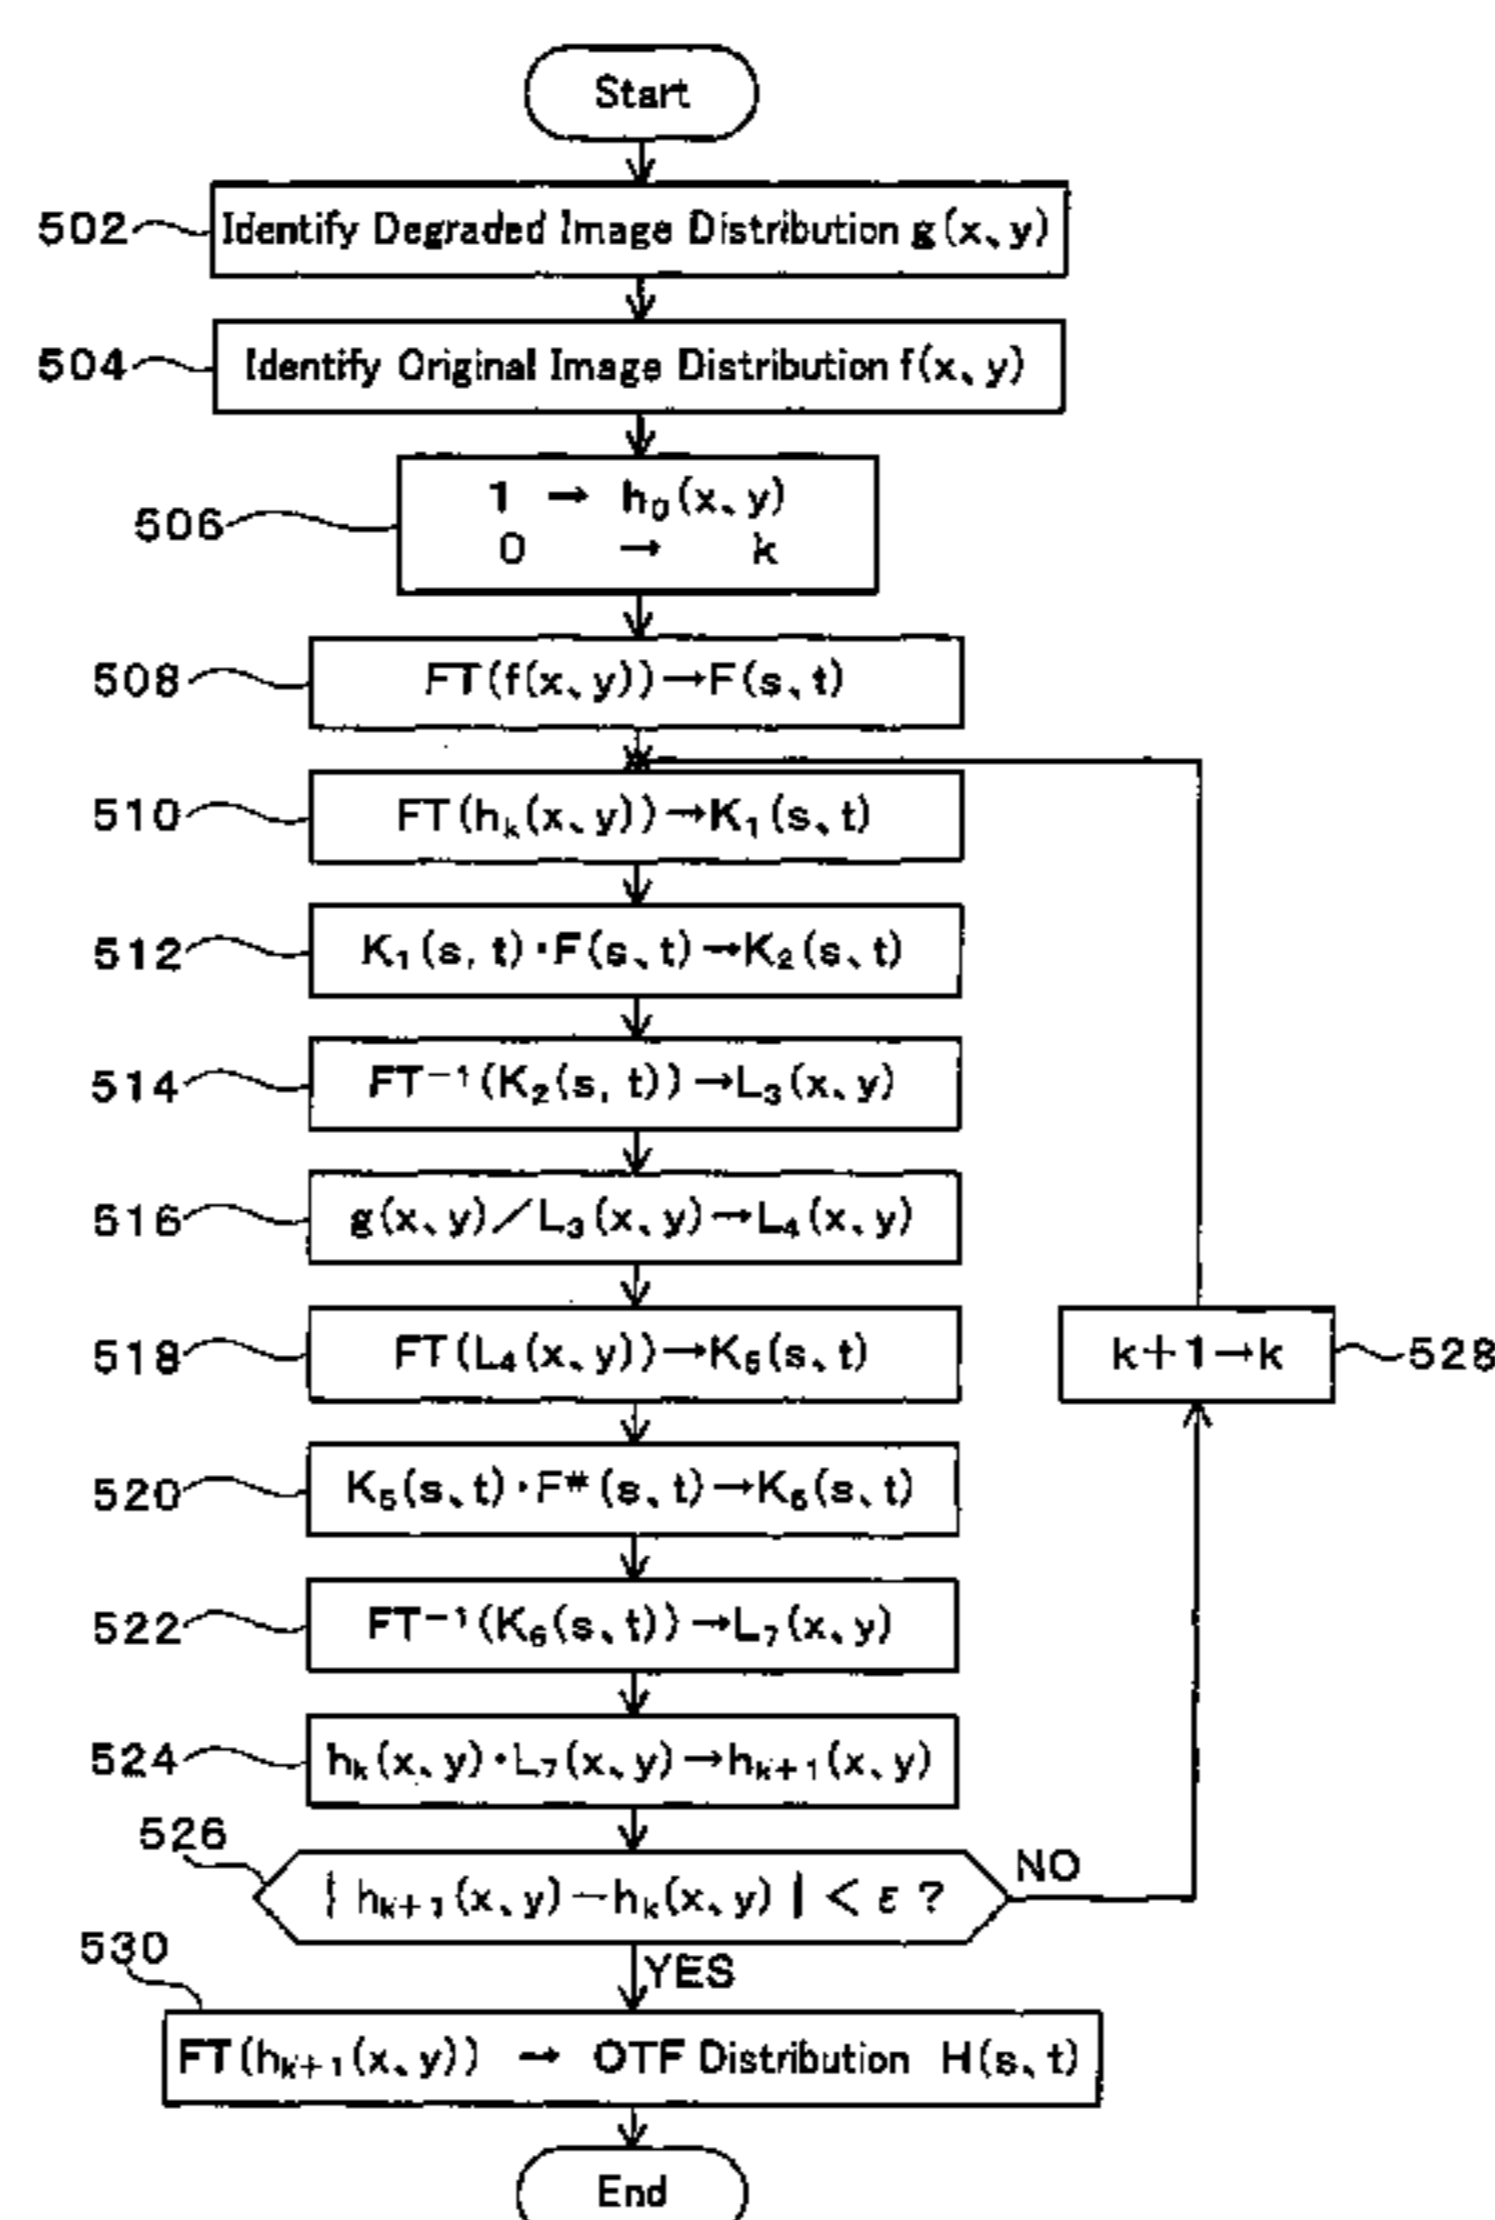 Start
502 Identify Degraded Image Distribution g(x、y)
504 Identify Original Image Distribution f(x、y)
506
1 → h₀(x、y)
0 → k
508 FT(f(x、y))→F(s、t)
510 FT(hₖ(x、y))→K₁(s、t)
512 K₁(s, t)·F(s、t)→K₂(s、t)
514 FT⁻¹(K₂(s, t))→L₃(x、y)
516 g(x、y)／L₃(x、y)→L₄(x、y)
518 FT(L₄(x、y))→K₅(s、t)
k+1→k 528
520 K₅(s、t)·F#(s、t)→K₆(s、t)
522 FT⁻¹(K₆(s、t))→L₇(x、y)
524 hₖ(x、y)·L₇(x、y)→hₖ₊₁(x、y)
526 | hₖ₊₁(x、y)−hₖ(x、y) | < ε ? NO
YES
530
FT(hₖ₊₁(x、y)) → OTF Distribution H(s、t)
End